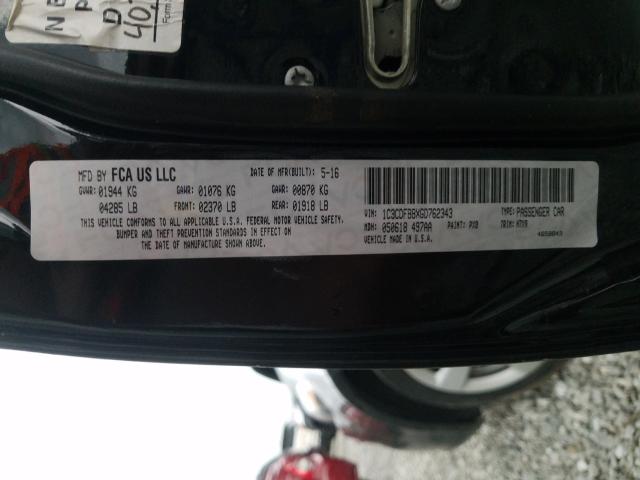 MFD BY FCA US LLC DATE OF MFR(BUILT): 5-16
GVWR: 01944 KG GAWR: 01076 KG GAWR: 00870 KG
04285 LB FRONT: 02370 LB REAR: 01918 LB
THIS VEHICLE CONFORMS TO ALL APPLICABLE U.S.A. FEDERAL MOTOR VEHICLE SAFETY,
BUMPER AND THEFT PREVENTION STANDARDS IN EFFECT ON
THE DATE OF MANUFACTURE SHOWN ABOVE.
VIN: 1C3CDFBBXGD762343 TYPE: PASSENGER CAR
MDH: 050618 497AA PAINT: PX8 TRIM:
VEHICLE MADE IN U.S.A.